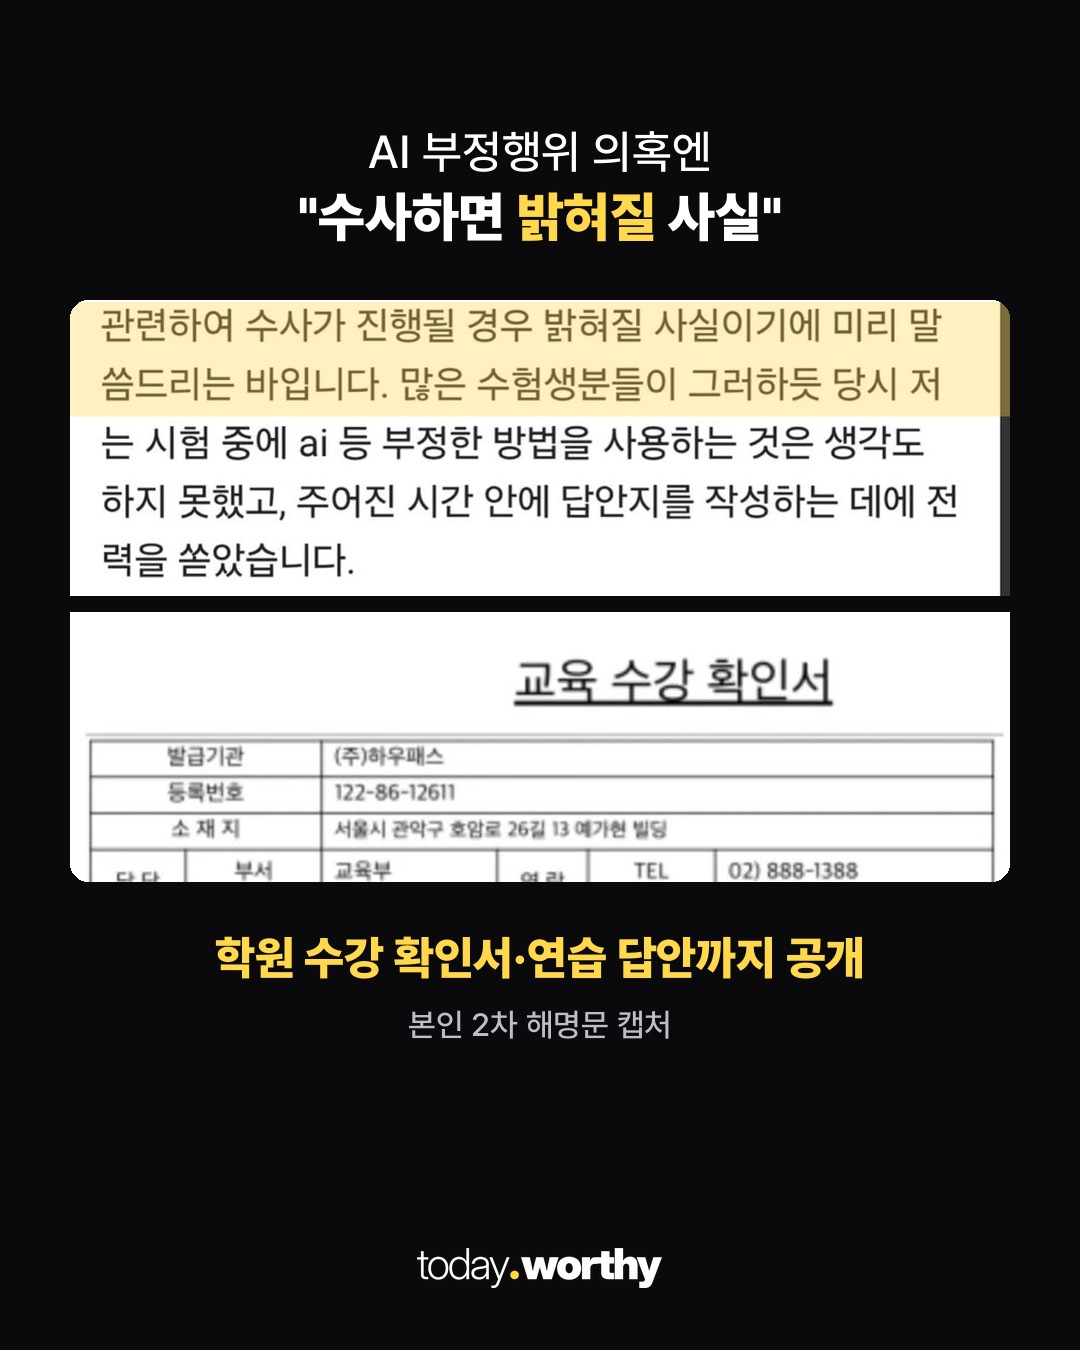 AI 부정행위 의혹엔
"수사하면 밝혀질 사실"
관련하여 수사가 진행될 경우 밝혀질 사실이기에 미리 말
씀드리는 바입니다. 많은 수험생분들이 그러하듯 당시 저
는 시험 중에 ai 등 부정한 방법을 사용하는 것은 생각도
하지 못했고, 주어진 시간 안에 답안지를 작성하는 데에 전
력을 쏟았습니다.
교육 수강 확인서
발급기관 (주)하우패스
등록번호 122-86-12611
소 재 지 서울시 관악구 호암로 26길 13 예가현 빌딩
부서 교육부 TEL 02) 888-1388
학원 수강 확인서·연습 답안까지 공개
본인 2차 해명문 캡처
today.worthy